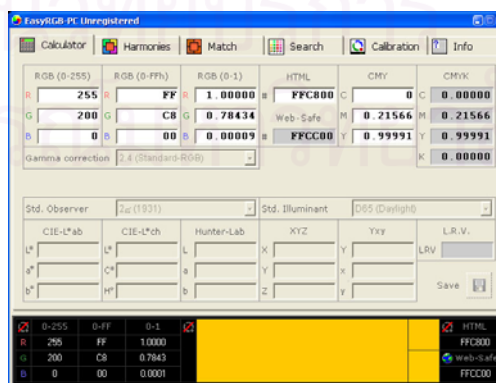 EasyRGB-PC Unregistered
Calculator Harmonies Match Search Calibration Info
RGB (0-255) RGB (0-FFh) RGB (0-1) HTML CMY CMYK
R 255 R FF R 1.00000 # FFC800 C 0 C 0.00000
G 200 G C8 G 0.78434 Web-Safe M 0.21566 M 0.21566
B 0 B 00 B 0.00009 # FFCC00 Y 0.99991 Y 0.99991
Gamma correction 2,4 (Standard-RGB) K 0.00000
Std. Observer 2° (1931) Std. Illuminant D65 (Daylight)
CIE-L*ab CIE-L*ch Hunter-Lab XYZ Yxy L.R.V.
L* L* L X Y LRV
a* C* a Y x
b* H° b Z y Save
0-255 0-FF 0-1 HTML
R 255 FF 1.0000 FFC800
G 200 C8 0.7843 Web-Safe
B 0 00 0.0001 FFCC00